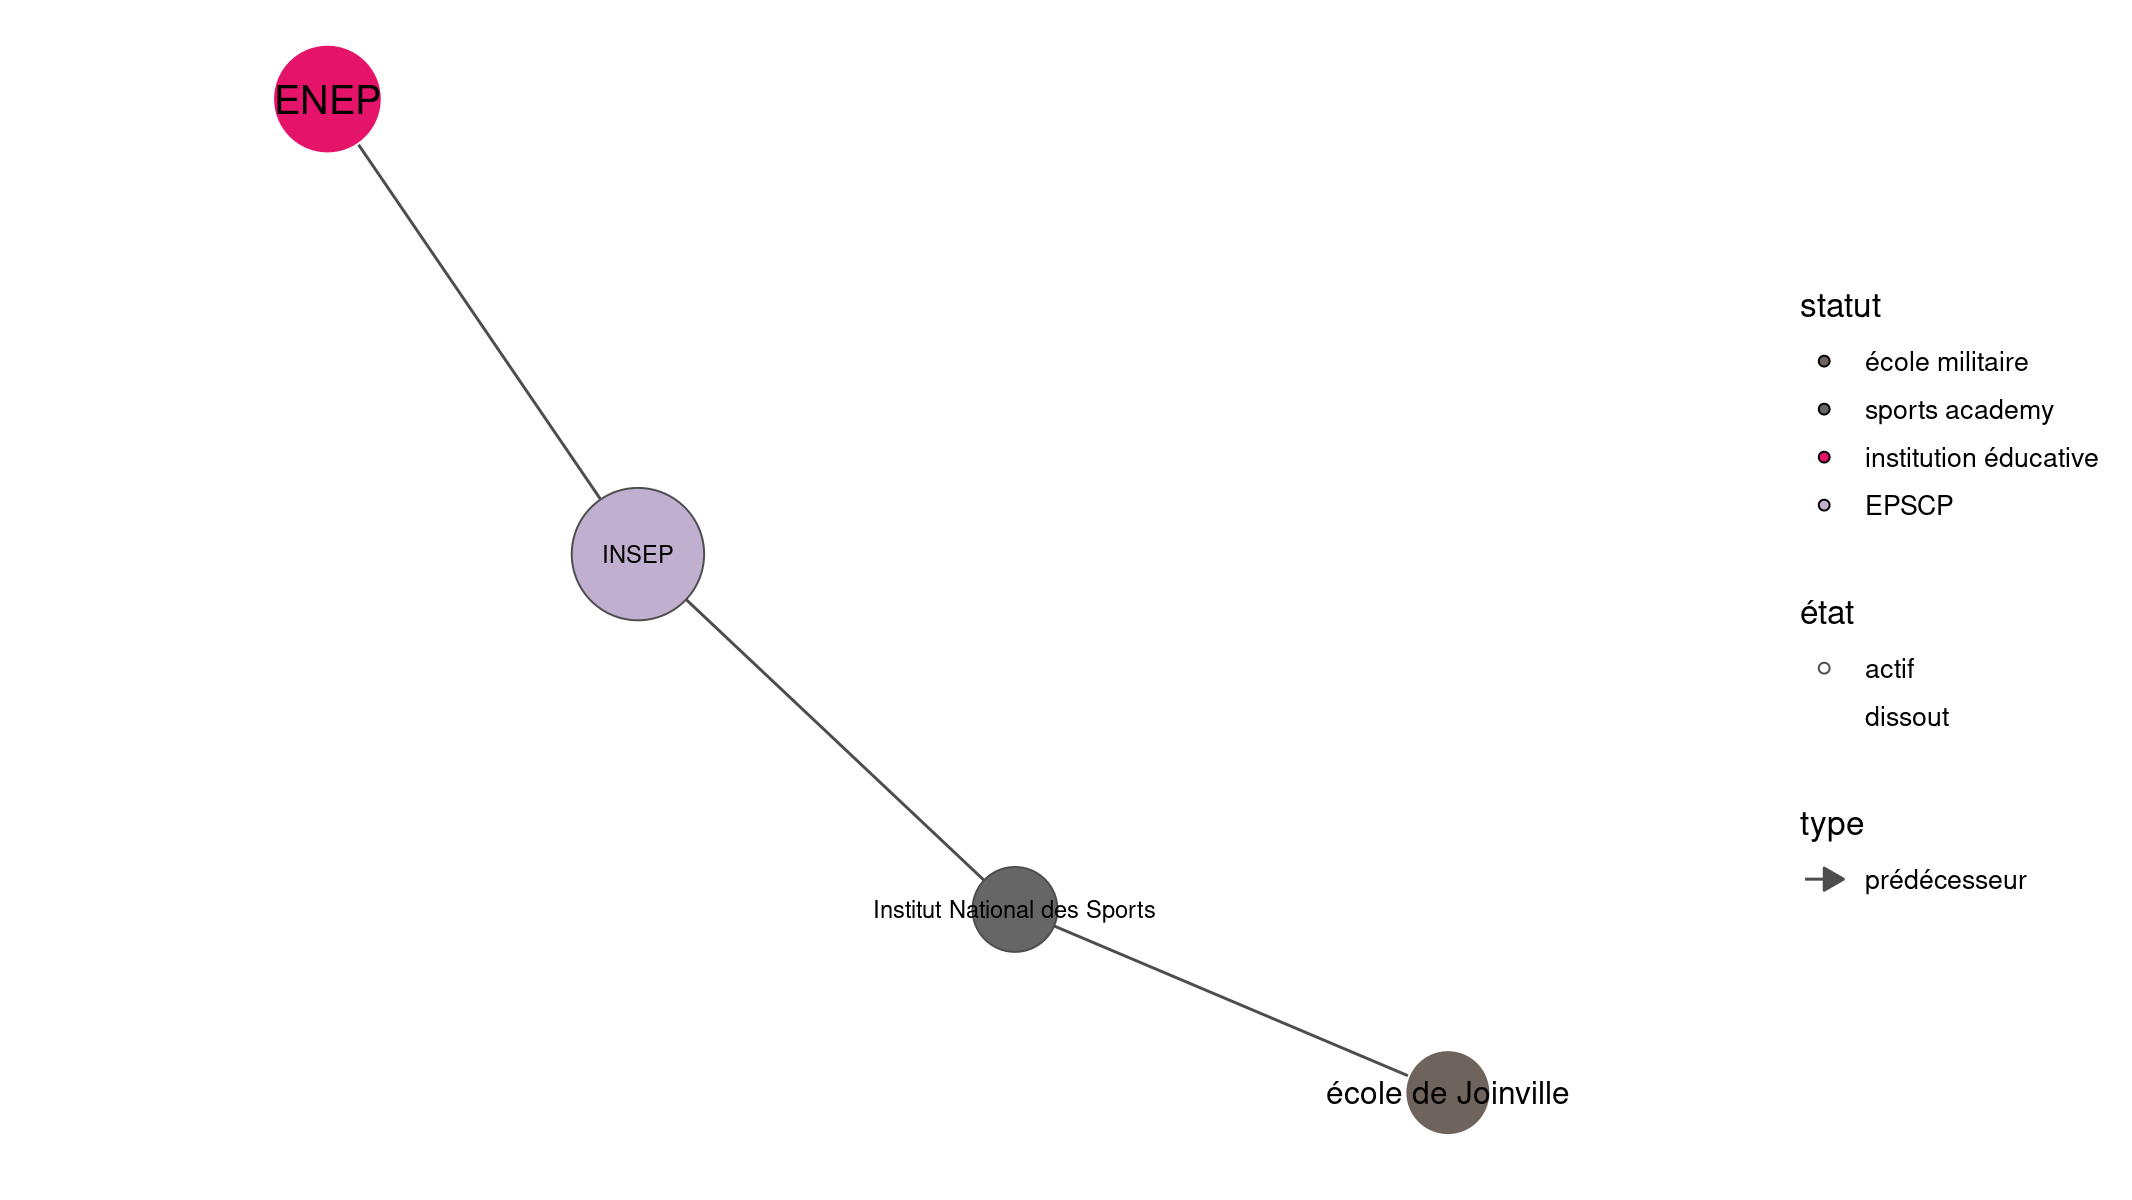 ENEP
INSEP
Institut National des Sports
école de Joinville
statut
école militaire
sports academy
institution éducative
EPSCP
état
actif
dissout
type
prédécesseur